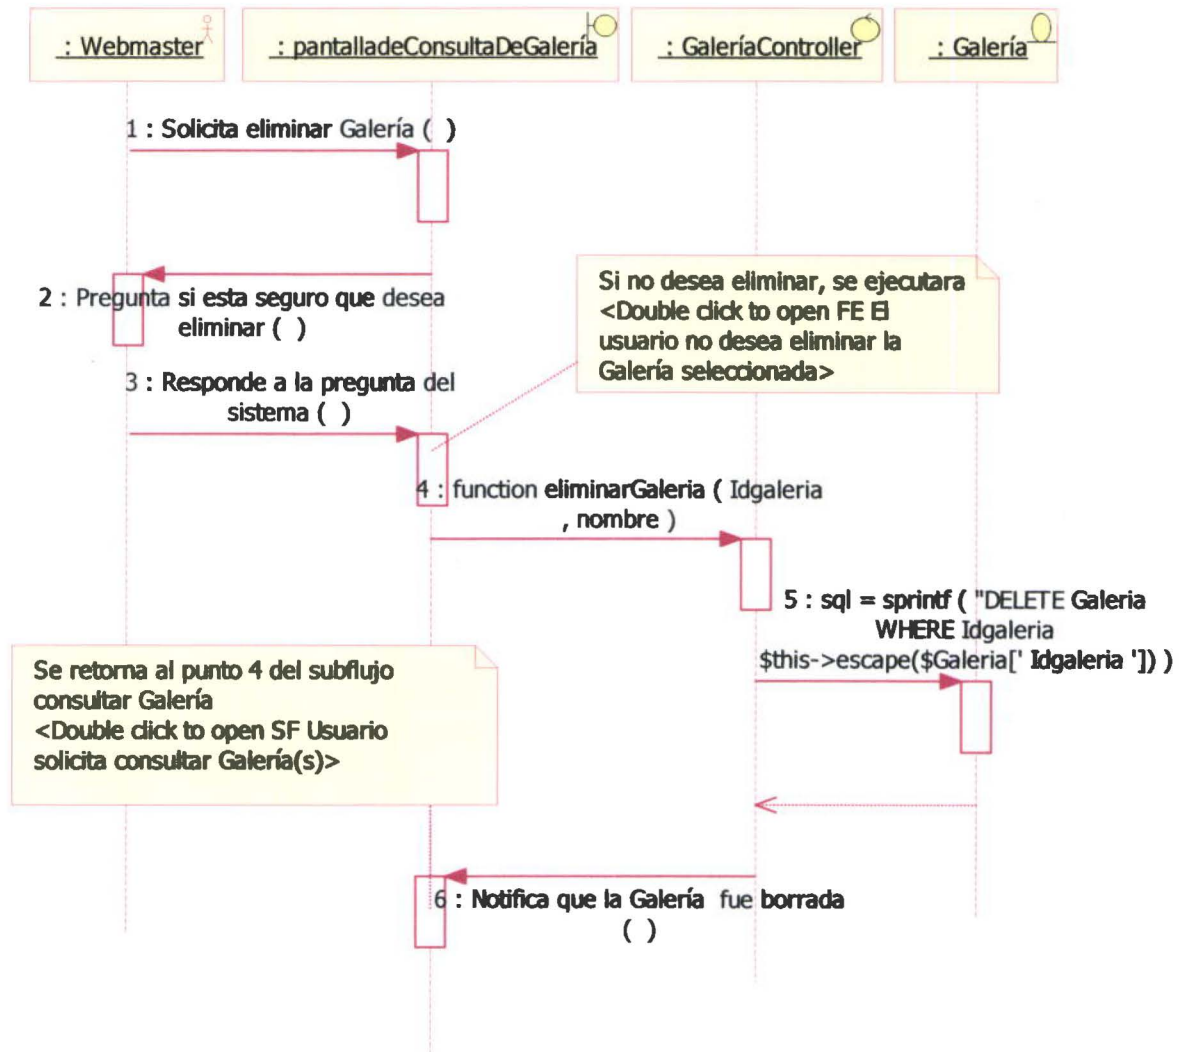 : Webmaster
: pantalladeConsultaDeGalería
: GaleríaController
: Galería
1 : Solicita eliminar Galería (  )
2 : Pregunta si esta seguro que desea
eliminar (  )
Si no desea eliminar, se ejecutara
<Double click to open FE El
usuario no desea eliminar la
Galería seleccionada>
3 : Responde a la pregunta del
sistema (  )
4 : function eliminarGaleria ( Idgaleria
, nombre )
5 : sql = sprintf ( "DELETE Galeria
WHERE Idgaleria
$this->escape($Galeria[' Idgaleria ']) )
Se retorna al punto 4 del subflujo
consultar Galería
<Double click to open SF Usuario
solicita consultar Galería(s)>
6 : Notifica que la Galería  fue borrada
(  )